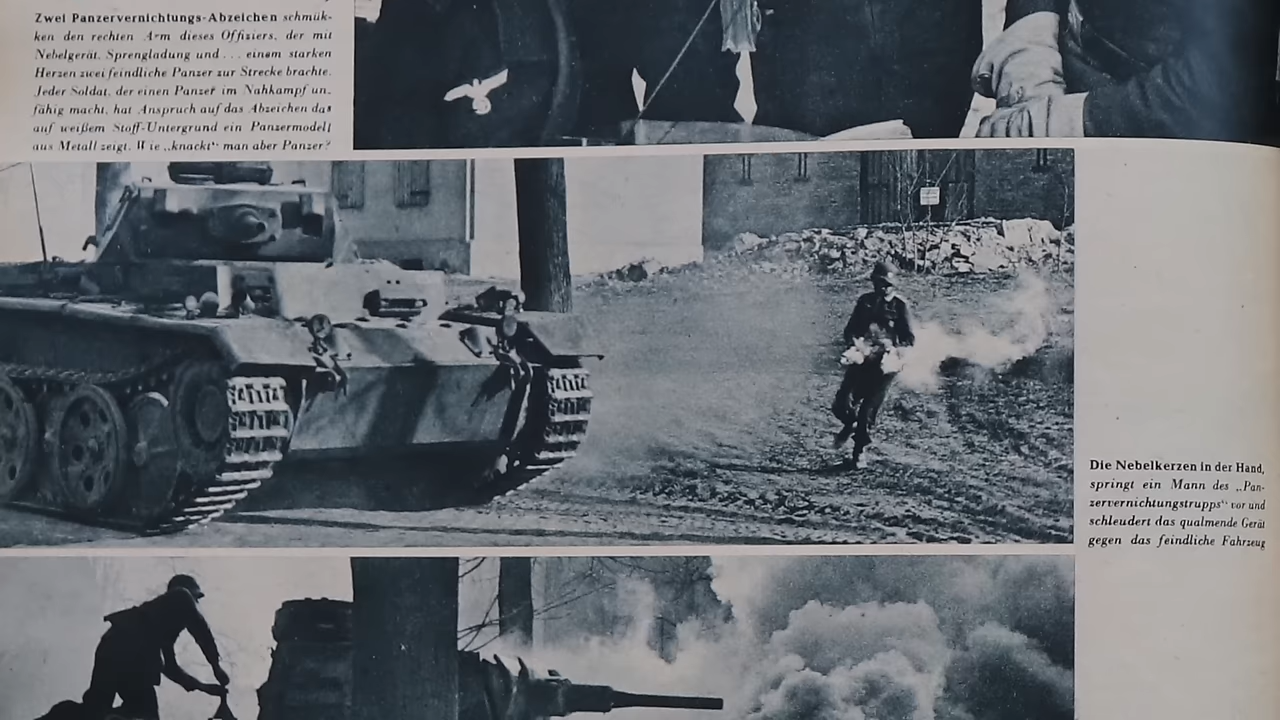 Zwei Panzervernichtungs-Abzeichen schmük-
ken den rechten Arm dieses Offiziers, der mit
Nebelgerät, Sprengladung und ... einem starken
Herzen zwei feindliche Panzer zur Strecke brachte.
Jeder Soldat, der einen Panzer im Nahkampf un-
fähig macht, hat Anspruch auf das Abzeichen das
auf weißem Stoff-Untergrund ein Panzermodell
aus Metall zeigt. Wie „knackt“ man aber Panzer?
Die Nebelkerzen in der Hand,
springt ein Mann des „Pan-
zervernichtungstrupps“ vor und
schleudert das qualmende Gerät
gegen das feindliche Fahrzeug